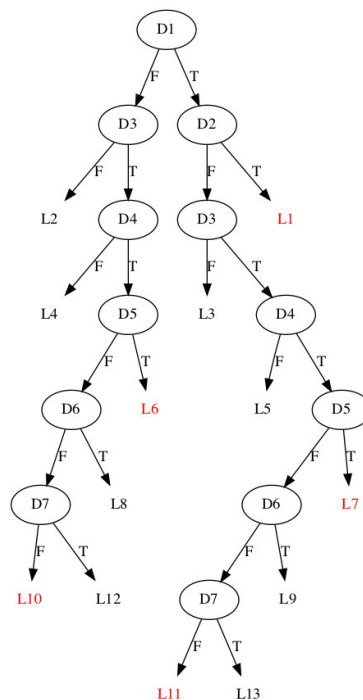 D1
F T
D3 D2
F T F T
L2 D4 D3 L1
F T F T
L4 D5 L3 D4
F T F T
D6 L6 L5 D5
F T F T
D7 L8 D6 L7
F T F T
L10 L12 D7 L9
F T
L11 L13